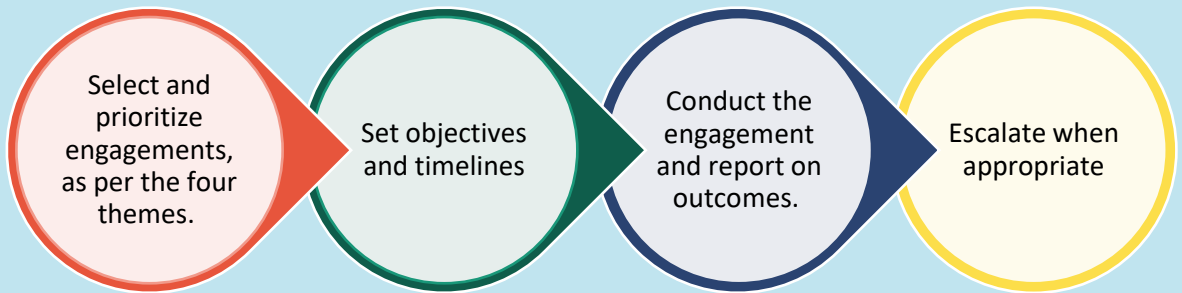 Select and
prioritize
engagements,
as per the four
themes.
Set objectives
and timelines
Conduct the
engagement
and report on
outcomes.
Escalate when
appropriate